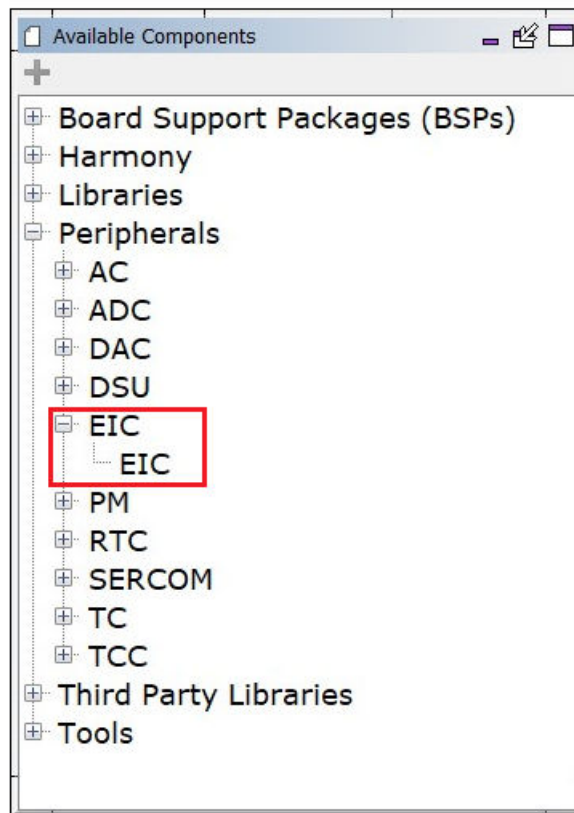 Available Components
Board Support Packages (BSPs)
Harmony
Libraries
Peripherals
AC
ADC
DAC
DSU
EIC
EIC
PM
RTC
SERCOM
TC
TCC
Third Party Libraries
Tools